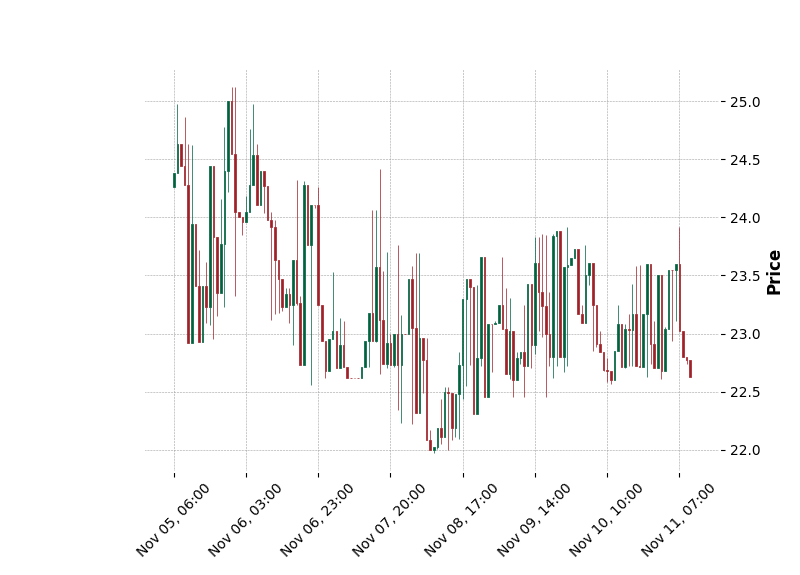 25.0
24.5
24.0
23.5
23.0
22.5
22.0
Price
Nov 05, 06:00
Nov 06, 03:00
Nov 06, 23:00
Nov 07, 20:00
Nov 08, 17:00
Nov 09, 14:00
Nov 10, 10:00
Nov 11, 07:00